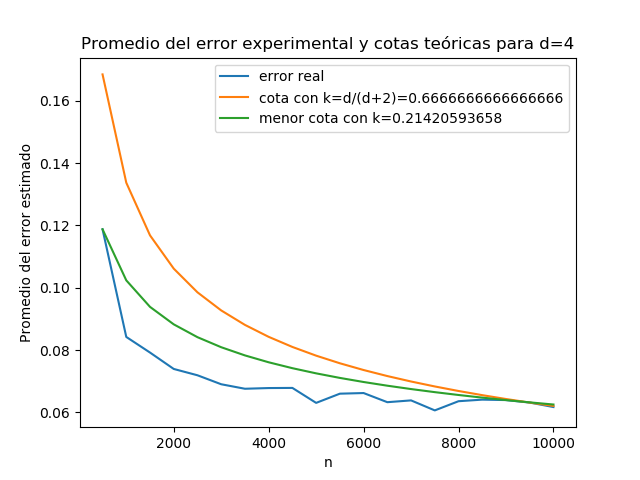 Promedio del error experimental y cotas teóricas para d=4
error real
cota con k=d/(d+2)=0.6666666666666666
menor cota con k=0.21420593658
Promedio del error estimado
0.16
0.14
0.12
0.10
0.08
0.06
2000
4000
6000
8000
10000
n